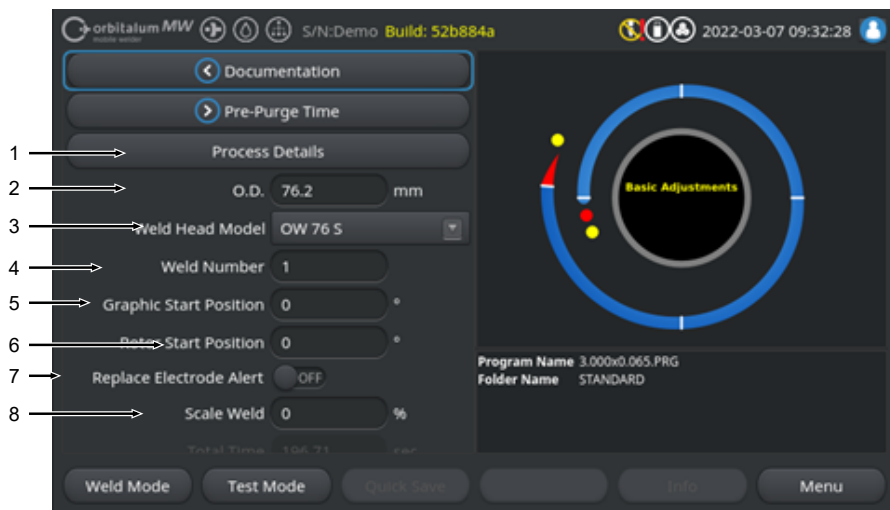 orbitalum MW S/N:Demo Build: 52b884a 2022-03-07 09:32:28
mobile welder
Documentation
Pre-Purge Time
1 Process Details
2 O.D. 76.2 mm
3 Weld Head Model OW 76 S
4 Weld Number 1
5 Graphic Start Position 0 °
6 Rotor Start Position 0 °
7 Replace Electrode Alert OFF
8 Scale Weld 0 %
Total Time 196.71 sec
Basic Adjustments
Program Name 3.000x0.065.PRG
Folder Name STANDARD
Weld Mode Test Mode Quick Save Info Menu